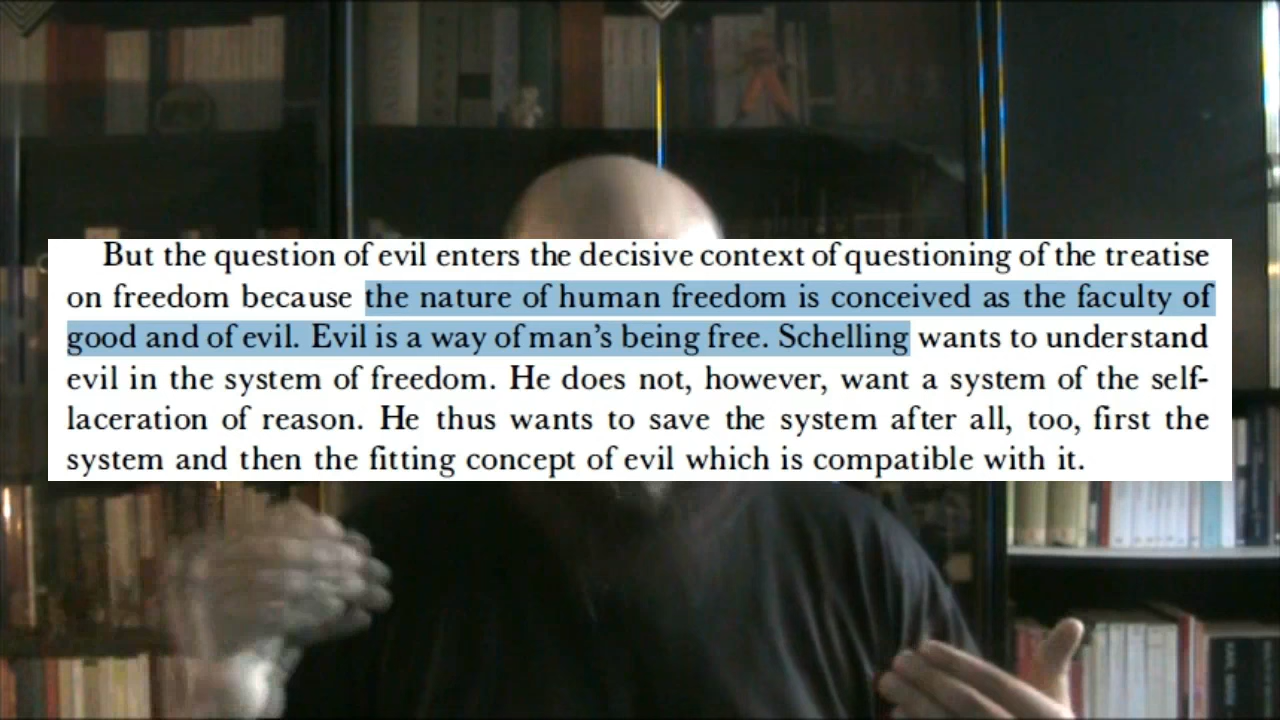 But the question of evil enters the decisive context of questioning of the treatise
on freedom because the nature of human freedom is conceived as the faculty of
good and of evil. Evil is a way of man’s being free. Schelling wants to understand
evil in the system of freedom. He does not, however, want a system of the self-
laceration of reason. He thus wants to save the system after all, too, first the
system and then the fitting concept of evil which is compatible with it.